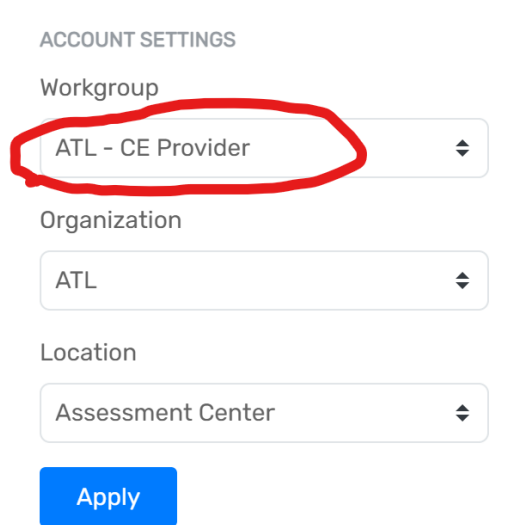 ACCOUNT SETTINGS
Workgroup
ATL - CE Provider
Organization
ATL
Location
Assessment Center
Apply